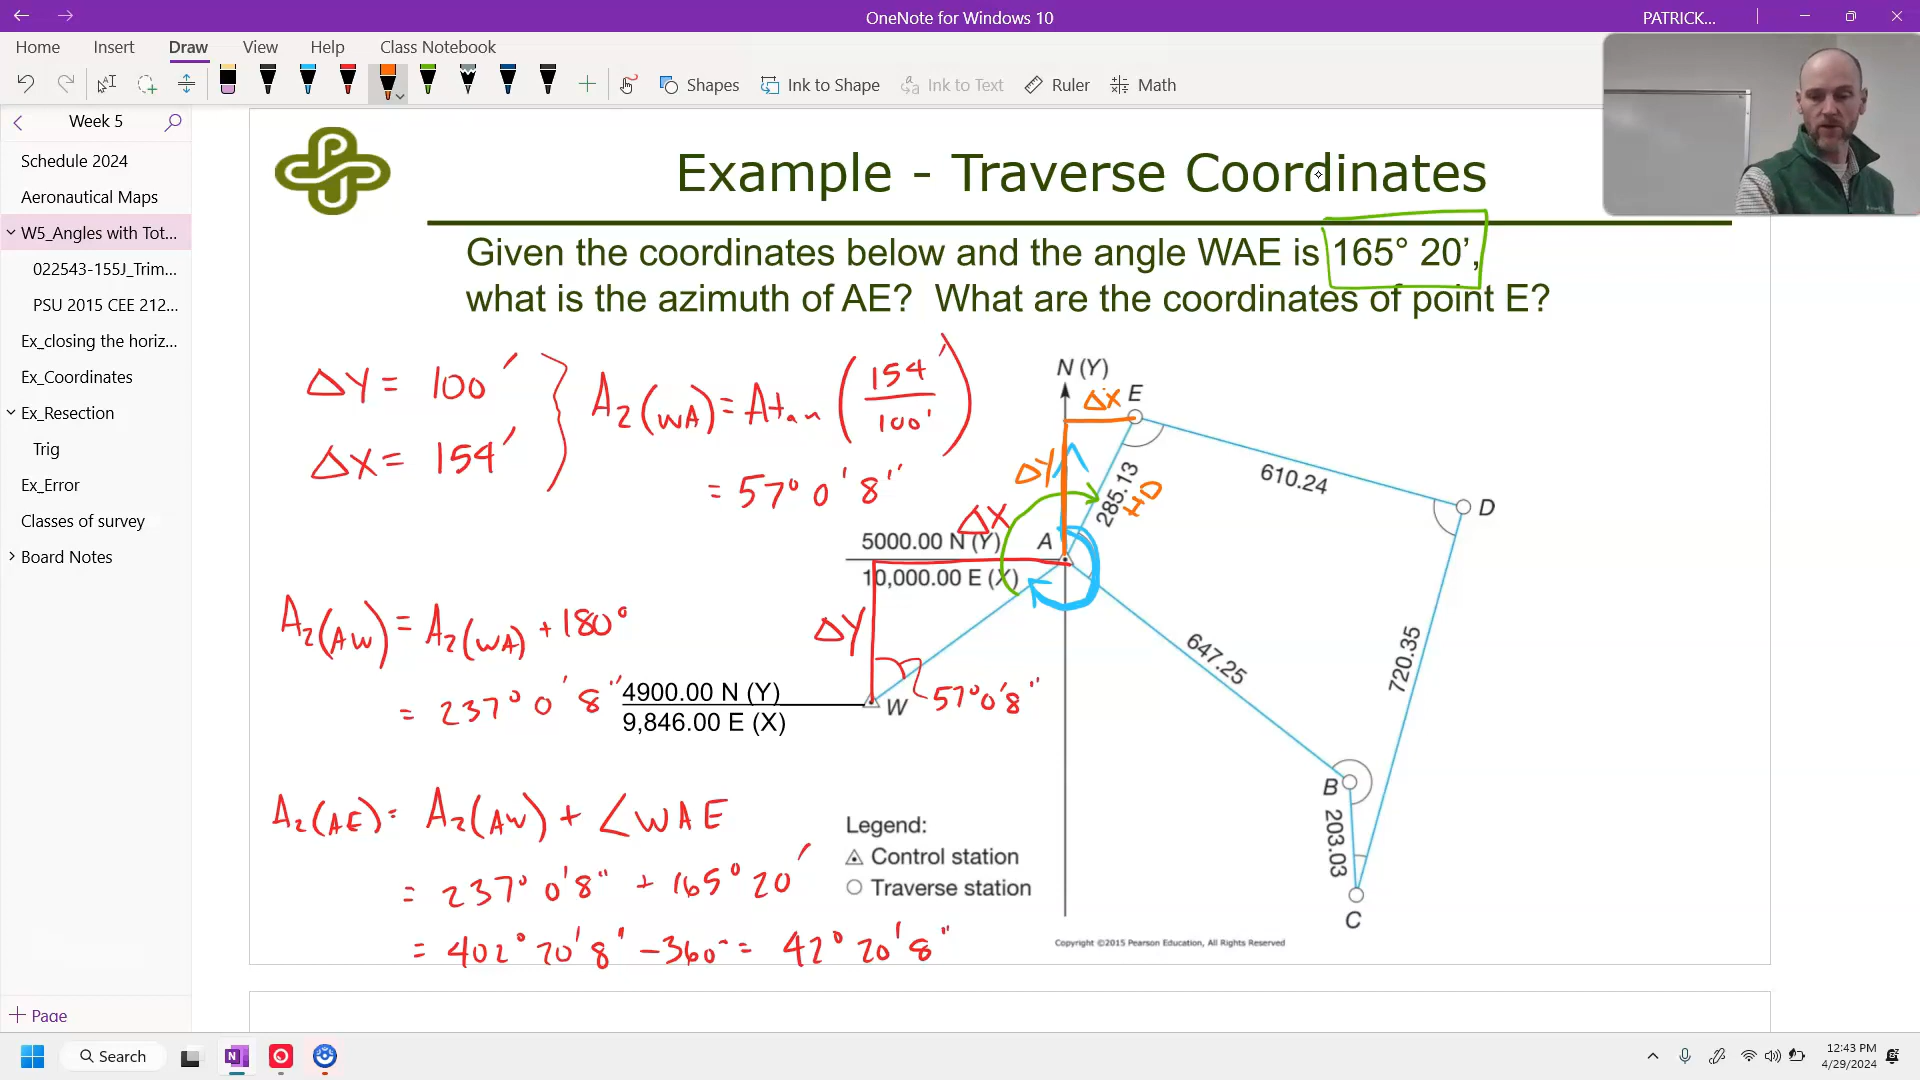 OneNote for Windows 10
PATRICK...
Home Insert Draw View Help Class Notebook
Shapes Ink to Shape Ink to Text Ruler Math
Week 5
Schedule 2024
Aeronautical Maps
W5_Angles with Tot...
022543-155J_Trim...
PSU 2015 CEE 212...
Ex_closing the horiz...
Ex_Coordinates
Ex_Resection
Trig
Ex_Error
Classes of survey
Board Notes
+ Page
PU
Example - Traverse Coordinates
Given the coordinates below and the angle WAE is 165° 20’,
what is the azimuth of AE? What are the coordinates of point E?
ΔY = 100'
ΔX = 154'
Az(WA) = Atan (154' / 100')
= 57° 0' 8"
Az(AW) = Az(WA) + 180°
= 237° 0' 8"
4900.00 N (Y)
9,846.00 E (X)
Az(AE) = Az(AW) + ∠WAE
= 237° 0' 8" + 165° 20'
= 402° 20' 8" - 360° = 42° 20' 8"
N (Y)
ΔX E
ΔY
285.13
HD
610.24
D
ΔX
5000.00 N (Y) A
10,000.00 E (X)
ΔY
W
57° 0' 8"
647.25
720.35
B
203.03
C
Legend:
Control station
Traverse station
Copyright ©2015 Pearson Education, All Rights Reserved
Search
12:43 PM
4/29/2024